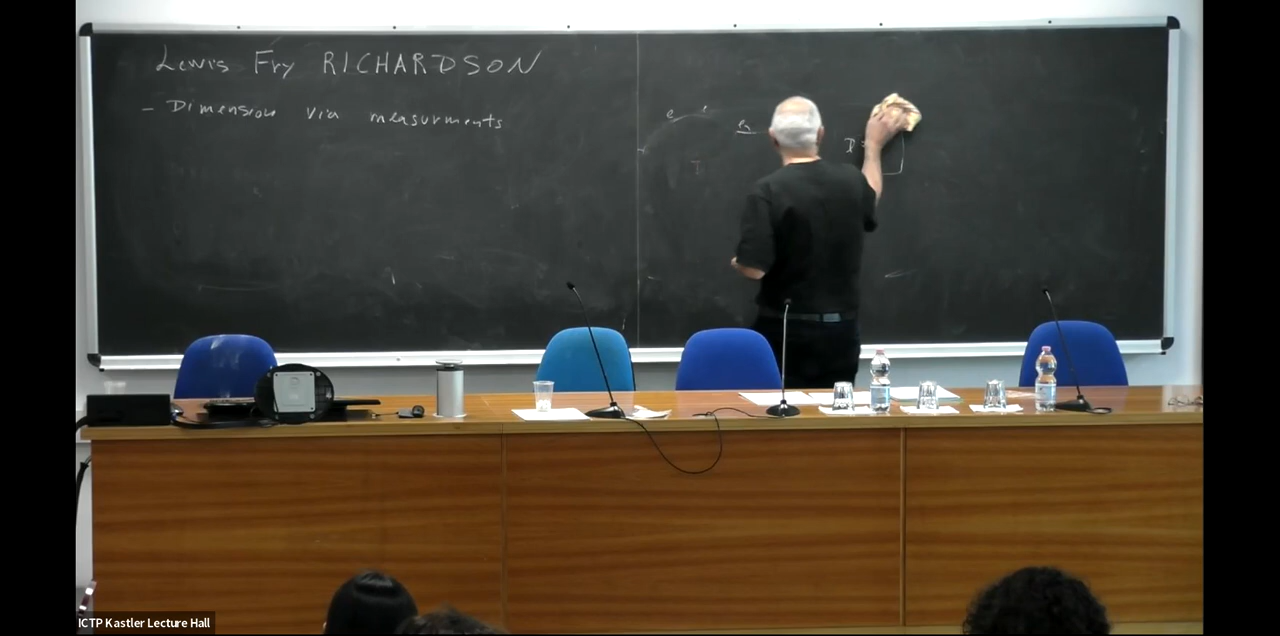 Lewis Fry RICHARDSON
- Dimension via measurments
ICTP Kastler Lecture Hall